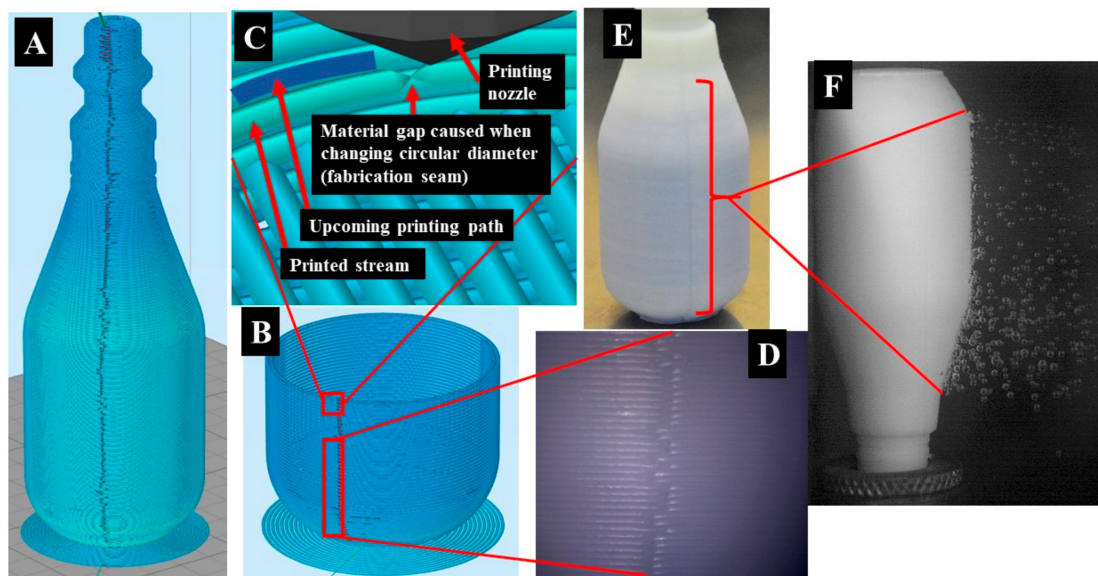 A
C
Printing
nozzle
Material gap caused when
changing circular diameter
(fabrication seam)
Upcoming printing path
Printed stream
B
D
E
F